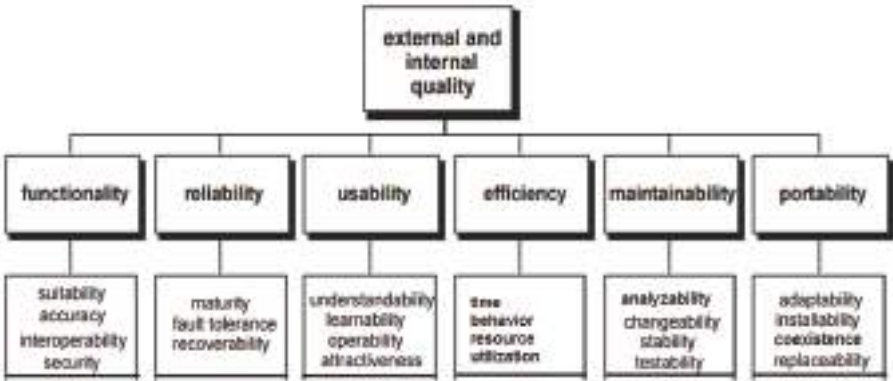 external and
internal
quality
functionality
reliability
usability
efficiency
maintainability
portability
suitability
accuracy
interoperability
security
maturity
fault tolerance
recoverability
understandability
learnability
operability
attractiveness
time
behavior
resource
utilization
analyzability
changeability
stability
testability
adaptability
installability
coexistence
replaceability